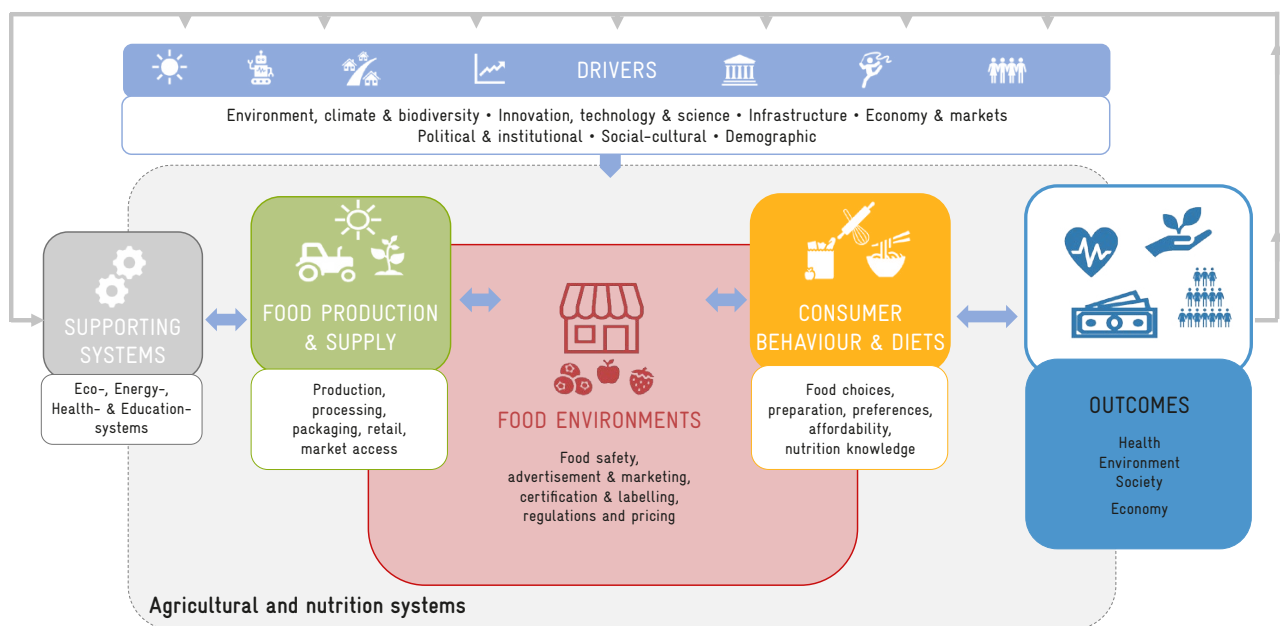 DRIVERS
Environment, climate & biodiversity • Innovation, technology & science • Infrastructure • Economy & markets
Political & institutional • Social-cultural • Demographic
SUPPORTING
SYSTEMS
Eco-, Energy-,
Health- & Education-
systems
FOOD PRODUCTION
& SUPPLY
Production,
processing,
packaging, retail,
market access
FOOD ENVIRONMENTS
Food safety,
advertisement & marketing,
certification & labelling,
regulations and pricing
CONSUMER
BEHAVIOUR & DIETS
Food choices,
preparation, preferences,
affordability,
nutrition knowledge
OUTCOMES
Health
Environment
Society
Economy
Agricultural and nutrition systems